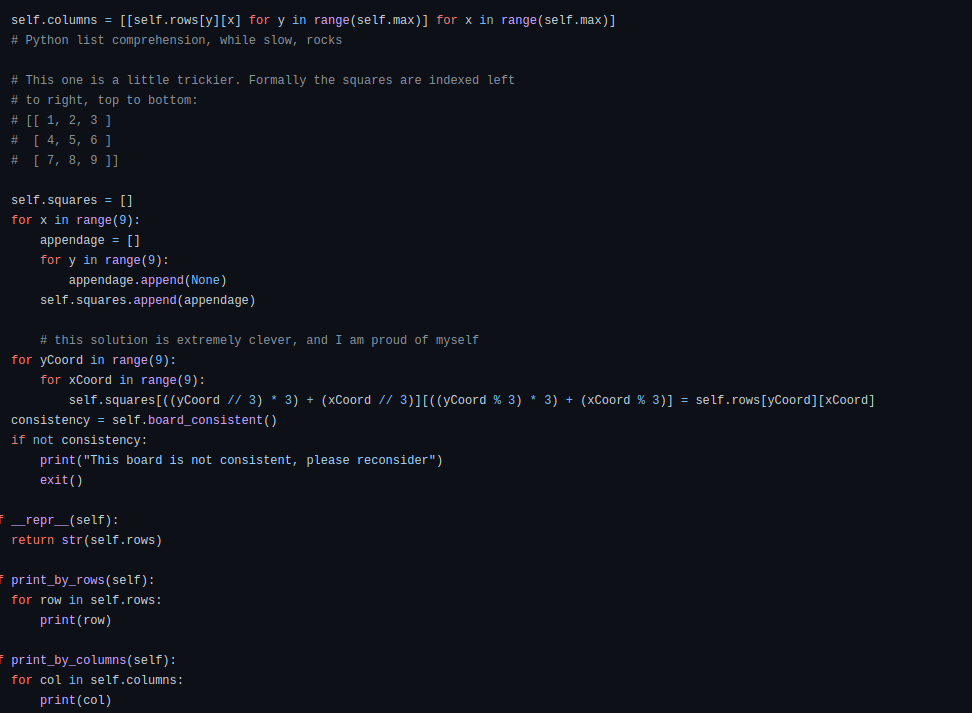 self.columns = [[self.rows[y][x] for y in range(self.max)] for x in range(self.max)]
# Python list comprehension, while slow, rocks
# This one is a little trickier. Formally the squares are indexed left
# to right, top to bottom:
# [[ 1, 2, 3 ]
#  [ 4, 5, 6 ]
#  [ 7, 8, 9 ]]
self.squares = []
for x in range(9):
    appendage = []
    for y in range(9):
        appendage.append(None)
    self.squares.append(appendage)
    # this solution is extremely clever, and I am proud of myself
for yCoord in range(9):
    for xCoord in range(9):
        self.squares[((yCoord // 3) * 3) + (xCoord // 3)][((yCoord % 3) * 3) + (xCoord % 3)] = self.rows[yCoord][xCoord]
consistency = self.board_consistent()
if not consistency:
    print("This board is not consistent, please reconsider")
    exit()
f __repr__(self):
return str(self.rows)
f print_by_rows(self):
for row in self.rows:
    print(row)
f print_by_columns(self):
for col in self.columns:
    print(col)